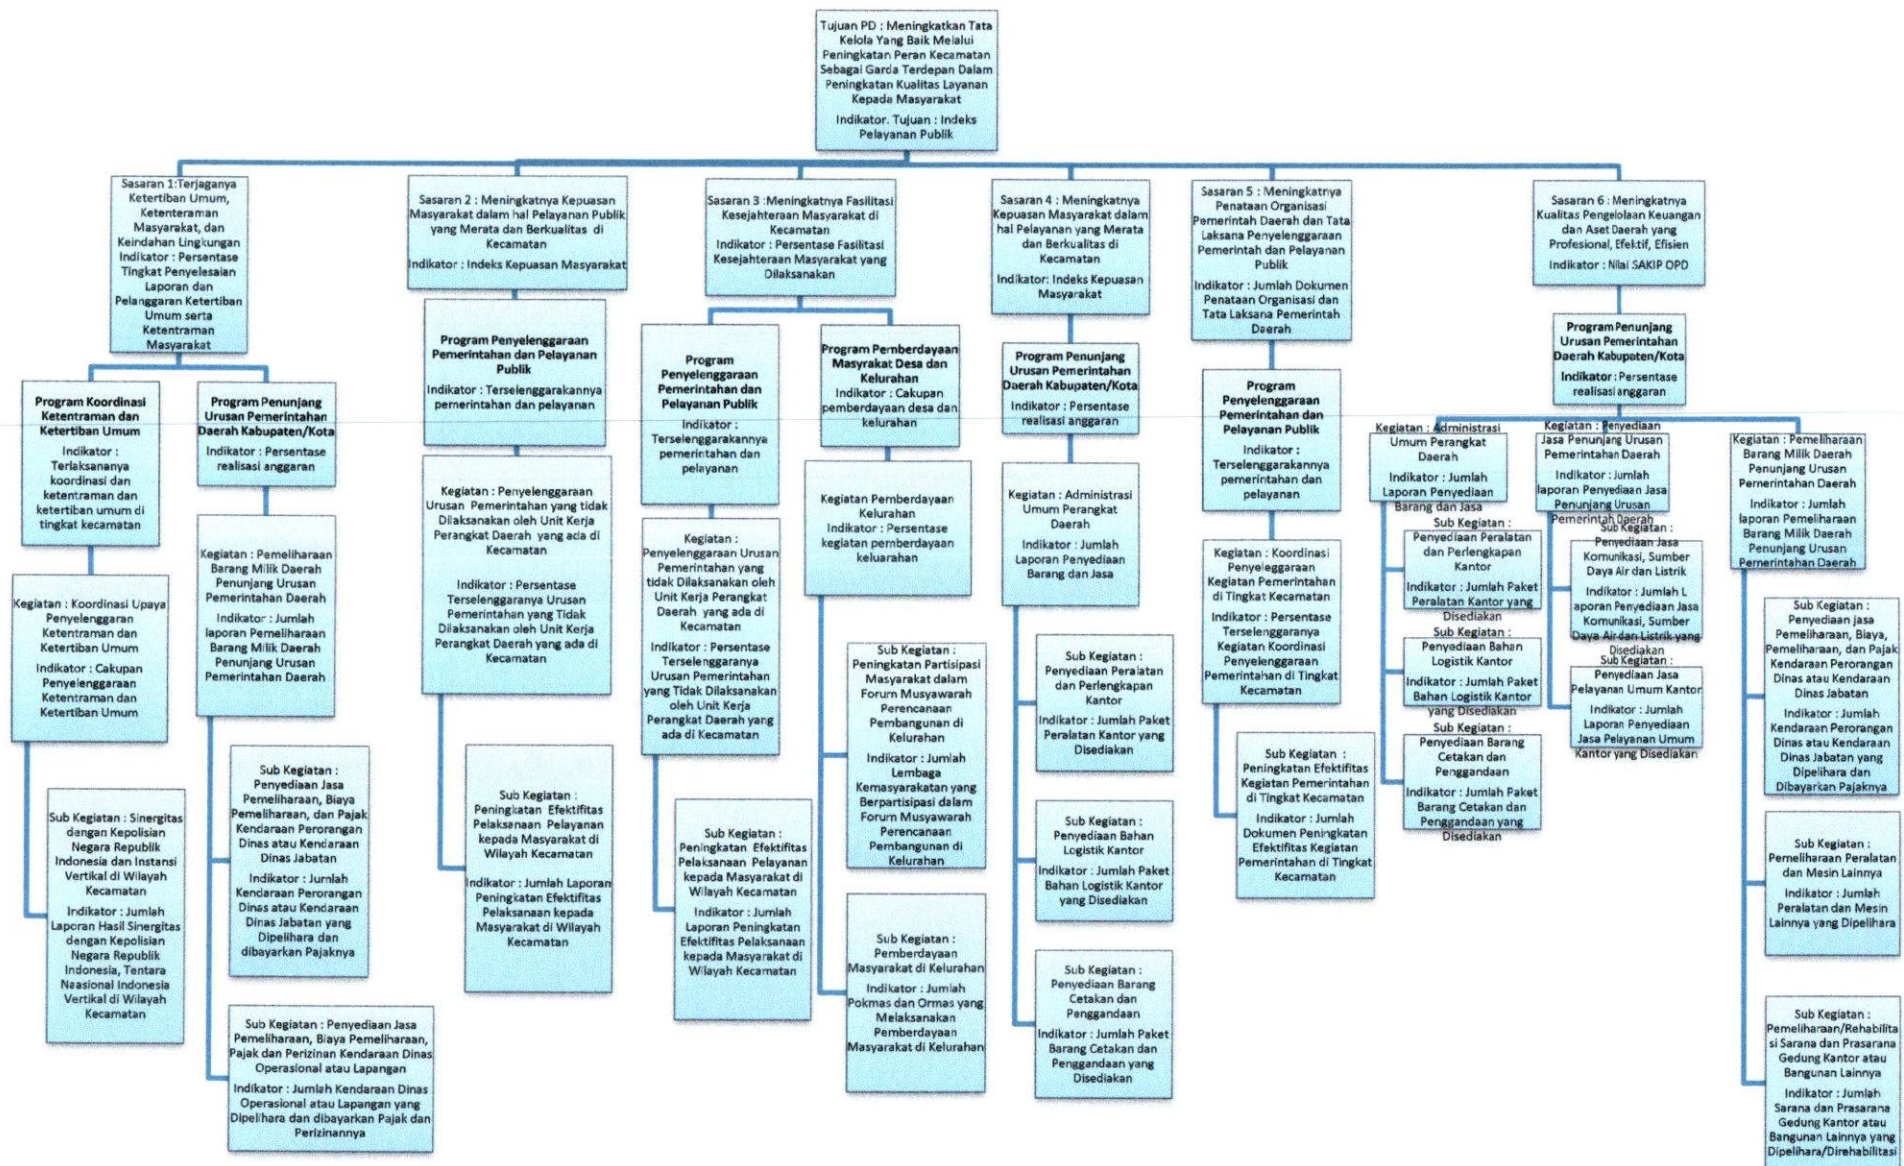 Tujuan PD : Meningkatkan Tata
Kelola Yang Baik Melalui
Peningkatan Peran Kecamatan
Sebagai Garda Terdepan Dalam
Peningkatan Kualitas Layanan
Kepada Masyarakat
Indikator. Tujuan : Indeks
Pelayanan Publik
Sasaran 1:Terjaganya
Ketertiban Umum,
Ketenteraman
Masyarakat, dan
Keindahan Lingkungan
Indikator : Persentase
Tingkat Penyelesaian
Laporan dan
Pelanggaran Ketertiban
Umum serta
Ketentraman
Masyarakat
Program Koordinasi
Ketentraman dan
Ketertiban Umum
Indikator :
Terlaksananya
koordinasi dan
ketentraman dan
ketertiban umum di
tingkat kecamatan
Kegiatan : Koordinasi Upaya
Penyelenggaran
Ketentraman dan
Ketertiban Umum
Indikator : Cakupan
Penyelenggaraan
Ketentraman dan
Ketertiban Umum
Sub Kegiatan : Sinergitas
dengan Kepolisian
Negara Republik
Indonesia dan Instansi
Vertikal di Wilayah
Kecamatan
Indikator : Jumlah
Laporan Hasil Sinergitas
dengan Kepolisian
Negara Republik
Indonesia, Tentara
Naasional Indonesia
Vertikal di Wilayah
Kecamatan
Program Penunjang
Urusan Pemerintahan
Daerah Kabupaten/Kota
Indikator : Persentase
realisasi anggaran
Kegiatan : Pemeliharaan
Barang Milik Daerah
Penunjang Urusan
Pemerintahan Daerah
Indikator : Jumlah
laporan Pemeliharaan
Barang Milik Daerah
Penunjang Urusan
Pemerintahan Daerah
Sub Kegiatan :
Penyediaan Jasa
Pemeliharaan, Biaya
Pemeliharaan, dan Pajak
Kendaraan Perorangan
Dinas atau Kendaraan
Dinas Jabatan
Indikator : Jumlah
Kendaraan Perorangan
Dinas atau Kendaraan
Dinas Jabatan yang
Dipelihara dan
dibayarkan Pajaknya
Sub Kegiatan : Penyediaan Jasa
Pemeliharaan, Biaya Pemeliharaan,
Pajak dan Perizinan Kendaraan Dinas
Operasional atau Lapangan
Indikator : Jumlah Kendaraan Dinas
Operasional atau Lapangan yang
Dipelihara dan dibayarkan Pajak dan
Perizinannya
Sasaran 2 : Meningkatnya Kepuasan
Masyarakat dalam hal Pelayanan Publik
yang Merata dan Berkualitas di
Kecamatan
Indikator : Indeks Kepuasan Masyarakat
Program Penyelenggaraan
Pemerintahan dan Pelayanan
Publik
Indikator : Terselenggarakannya
pemerintahan dan pelayanan
Kegiatan : Penyelenggaraan
Urusan Pemerintahan yang tidak
Dilaksanakan oleh Unit Kerja
Perangkat Daerah yang ada di
Kecamatan
Indikator : Persentase
Terselenggaranya Urusan
Pemerintahan yang Tidak
Dilaksanakan oleh Unit Kerja
Perangkat Daerah yang ada di
Kecamatan
Sub Kegiatan :
Peningkatan Efektifitas
Pelaksanaan Pelayanan
kepada Masyarakat di
Wilayah Kecamatan
Indikator : Jumlah Laporan
Peningkatan Efektifitas
Pelaksanaan kepada
Masyarakat di Wilayah
Kecamatan
Sasaran 3 :Meningkatnya Fasilitasi
Kesejahteraan Masyarakat di
Kecamatan
Indikator : Persentase Fasilitasi
Kesejahteraan Masyarakat yang
Dilaksanakan
Program
Penyelenggaraan
Pemerintahan dan
Pelayanan Publik
Indikator :
Terselenggarakannya
pemerintahan dan
pelayanan
Kegiatan :
Penyelenggaraan Urusan
Pemerintahan yang
tidak Dilaksanakan oleh
Unit Kerja Perangkat
Daerah yang ada di
Kecamatan
Indikator : Persentase
Terselenggaranya
Urusan Pemerintahan
yang Tidak Dilaksanakan
oleh Unit Kerja
Perangkat Daerah yang
ada di Kecamatan
Sub Kegiatan :
Peningkatan Efektifitas
Pelaksanaan Pelayanan
kepada Masyarakat di
Wilayah Kecamatan
Indikator : Jumlah
Laporan Peningkatan
Efektifitas Pelaksanaan
kepada Masyarakat di
Wilayah Kecamatan
Program Pemberdayaan
Masyrakat Desa dan
Kelurahan
Indikator : Cakupan
pemberdayaan desa dan
kelurahan
Kegiatan Pemberdayaan
Kelurahan
Indikator : Persentase
kegiatan pemberdayaan
keluarahan
Sub Kegiatan :
Peningkatan Partisipasi
Masyarakat dalam
Forum Musyawarah
Perencanaan
Pembangunan di
Kelurahan
Indikator : Jumlah
Lembaga
Kemasyarakatan yang
Berpartisipasi dalam
Forum Musyawarah
Perencanaan
Pembangunan di
Kelurahan
Sub Kegiatan :
Pemberdayaan
Masyarakat di Kelurahan
Indikator : Jumlah
Pokmas dan Ormas yang
Melaksanakan
Pemberdayaan
Masyarakat di Kelurahan
Sasaran 4 : Meningkatnya
Kepuasan Masyarakat dalam
hal Pelayanan yang Merata
dan Berkualitas di
Kecamatan
Indikator: Indeks Kepuasan
Masyarakat
Program Penunjang
Urusan Pemerintahan
Daerah Kabupaten/Kota
Indikator : Persentase
realisasi anggaran
Kegiatan : Administrasi
Umum Perangkat
Daerah
Indikator : Jumlah
Laporan Penyediaan
Barang dan Jasa
Sub Kegiatan :
Penyediaan Peralatan
dan Perlengkapan
Kantor
Indikator : Jumlah Paket
Peralatan Kantor yang
Disediakan
Sub Kegiatan :
Penyediaan Bahan
Logistik Kantor
Indikator : Jumlah Paket
Bahan Logistik Kantor
yang Disediakan
Sub Kegiatan :
Penyediaan Barang
Cetakan dan
Penggandaan
Indikator : Jumlah Paket
Barang Cetakan dan
Penggandaan yang
Disediakan
Sasaran 5 : Meningkatnya
Penataan Organisasi
Pemerintah Daerah dan Tata
Laksana Penyelenggaraan
Pemerintah dan Pelayanan
Publik
Indikator : Jumlah Dokumen
Penataan Organisasi dan
Tata Laksana Pemerintah
Daerah
Program
Penyelenggaraan
Pemerintahan dan
Pelayanan Publik
Indikator :
Terselenggarakannya
pemerintahan dan
pelayanan
Kegiatan : Koordinasi
Penyeleggaraan
Kegiatan Pemerintahan
di Tingkat Kecamatan
Indikator : Persentase
Terselenggaranya
Kegiatan Koordinasi
Penyelenggaraan
Pemerintahan di Tingkat
Kecamatan
Sub Kegiatan :
Peningkatan Efektifitas
Kegiatan Pemerintahan
di Tingkat Kecamatan
Indikator : Jumlah
Dokumen Peningkatan
Efektifitas Kegiatan
Pemerintahan di Tingkat
Kecamatan
Sasaran 6 : Meningkatnya
Kualitas Pengelolaan Keuangan
dan Aset Daerah yang
Profesional, Efektif, Efisien
Indikator : Nilai SAKIP OPD
Program Penunjang
Urusan Pemerintahan
Daerah Kabupaten/Kota
Indikator : Persentase
realisasi anggaran
Kegiatan : Administrasi
Umum Perangkat
Daerah
Indikator : Jumlah
Laporan Penyediaan
Barang dan Jasa
Sub Kegiatan :
Penyediaan Peralatan
dan Perlengkapan
Kantor
Indikator : Jumlah Paket
Peralatan Kantor yang
Disediakan
Sub Kegiatan :
Penyediaan Bahan
Logistik Kantor
Indikator : Jumlah Paket
Bahan Logistik Kantor
yang Disediakan
Sub Kegiatan :
Penyediaan Barang
Cetakan dan
Penggandaan
Indikator : Jumlah Paket
Barang Cetakan dan
Penggandaan yang
Disediakan
Kegiatan : Penyediaan
Jasa Penunjang Urusan
Pemerintahan Daerah
Indikator : Jumlah
laporan Penyediaan Jasa
Penunjang Urusan
Pemerintah Daerah
Sub Kegiatan :
Penyediaan Jasa
Komunikasi, Sumber
Daya Air dan Listrik
Indikator : Jumlah L
aporan Penyediaan Jasa
Komunikasi, Sumber
Daya Air dan Listrik yang
Disediakan
Sub Kegiatan :
Penyediaan Jasa
Pelayanan Umum Kantor
Indikator : Jumlah
Laporan Penyediaan
Jasa Pelayanan Umum
Kantor yang Disediakan
Kegiatan : Pemeliharaan
Barang Milik Daerah
Penunjang Urusan
Pemerintahan Daerah
Indikator : Jumlah
laporan Pemeliharaan
Barang Milik Daerah
Penunjang Urusan
Pemerintahan Daerah
Sub Kegiatan :
Penyediaan jasa
Pemeliharaan, Biaya,
Pemeliharaan, dan Pajak
Kendaraan Perorangan
Dinas atau Kendaraan
Dinas Jabatan
Indikator : Jumlah
Kendaraan Perorangan
Dinas atau Kendaraan
Dinas Jabatan yang
Dipelihara dan
Dibayarkan Pajaknya
Sub Kegiatan :
Pemeliharaan Peralatan
dan Mesin Lainnya
Indikator : Jumlah
Peralatan dan Mesin
Lainnya yang Dipelihara
Sub Kegiatan :
Pemeliharaan/Rehabilita
si Sarana dan Prasarana
Gedung Kantor atau
Bangunan Lainnya
Indikator : Jumlah
Sarana dan Prasarana
Gedung Kantor atau
Bangunan Lainnya yang
Dipelihara/Direhabilitasi